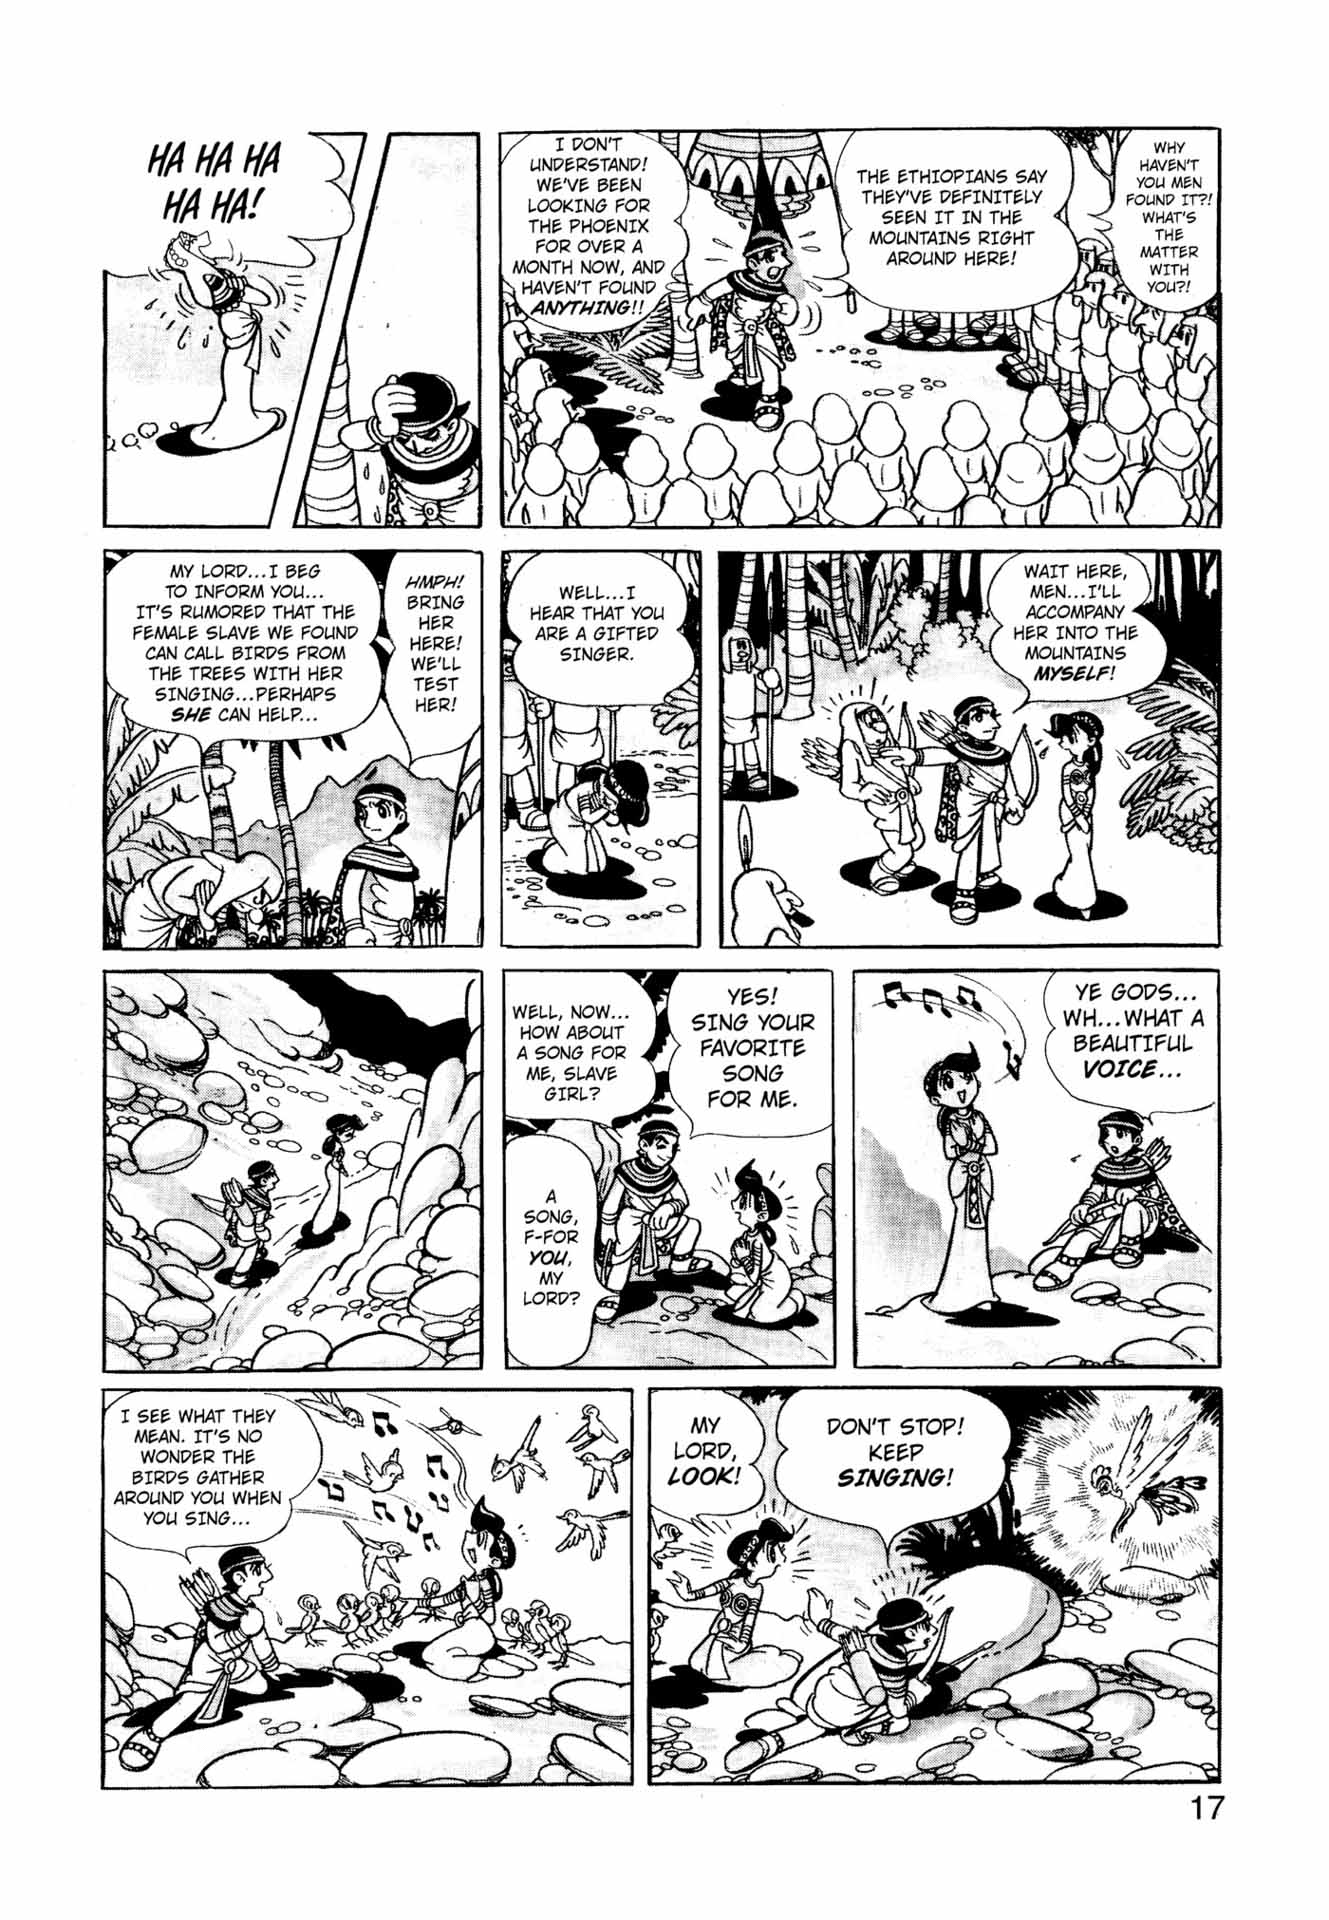 HA HA HA
HA HA!
I DON'T
UNDERSTAND!
WE'VE BEEN
LOOKING FOR
THE PHOENIX
FOR OVER A
MONTH NOW, AND
HAVEN'T FOUND
ANYTHING!!
THE ETHIOPIANS SAY
THEY'VE DEFINITELY
SEEN IT IN THE
MOUNTAINS RIGHT
AROUND HERE!
WHY
HAVEN'T
YOU MEN
FOUND IT?!
WHAT'S
THE
MATTER
WITH
YOU?!
MY LORD...I BEG
TO INFORM YOU...
IT'S RUMORED THAT THE
FEMALE SLAVE WE FOUND
CAN CALL BIRDS FROM
THE TREES WITH HER
SINGING...PERHAPS
SHE CAN HELP...
HMPH!
BRING
HER
HERE!
WE'LL
TEST
HER!
WELL...I
HEAR THAT YOU
ARE A GIFTED
SINGER.
WAIT HERE,
MEN...I'LL
ACCOMPANY
HER INTO THE
MOUNTAINS
MYSELF!
WELL, NOW...
HOW ABOUT
A SONG FOR
ME, SLAVE
GIRL?
A
SONG,
F-FOR
YOU,
MY
LORD?
YES!
SING YOUR
FAVORITE
SONG
FOR ME.
YE GODS...
WH...WHAT A
BEAUTIFUL
VOICE...
I SEE WHAT THEY
MEAN. IT'S NO
WONDER THE
BIRDS GATHER
AROUND YOU WHEN
YOU SING...
MY
LORD,
LOOK!
DON'T STOP!
KEEP
SINGING!
17